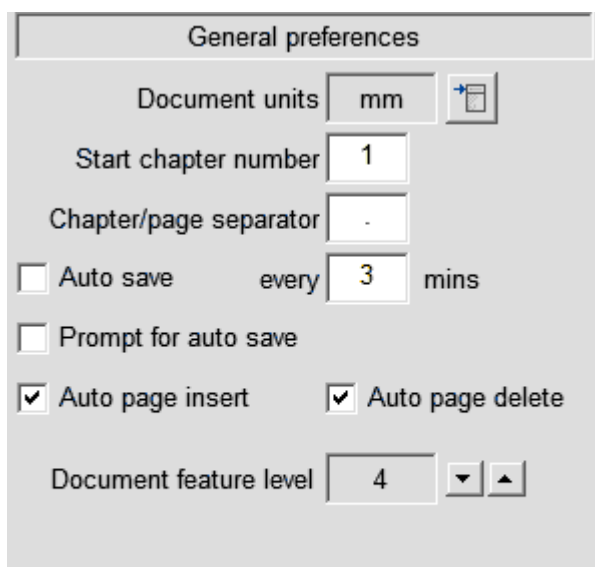 General preferences
Document units mm
Start chapter number 1
Chapter/page separator .
Auto save every 3 mins
Prompt for auto save
Auto page insert Auto page delete
Document feature level 4